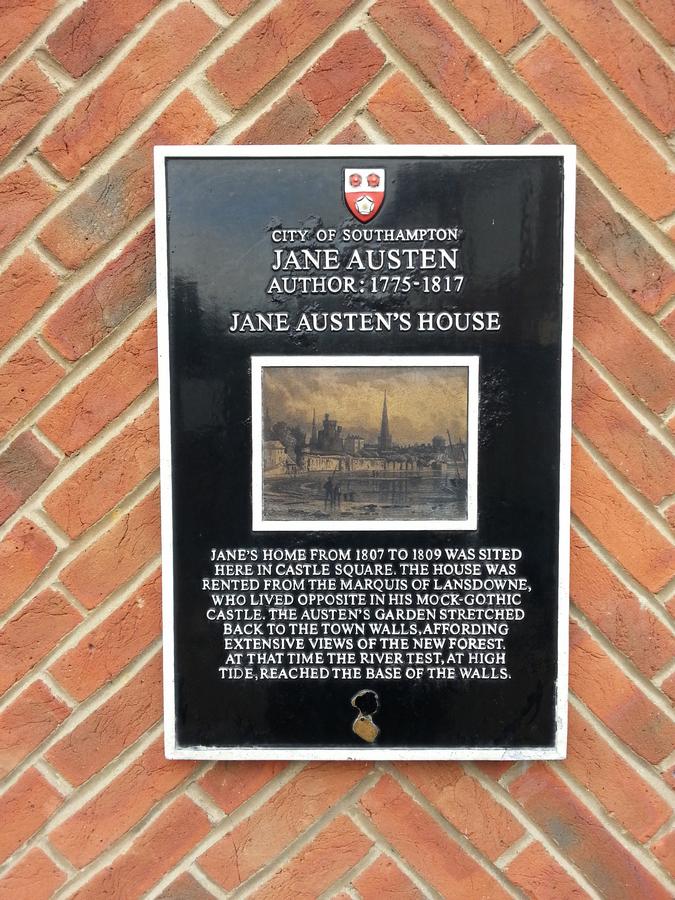 CITY OF SOUTHAMPTON
JANE AUSTEN
AUTHOR: 1775-1817
JANE AUSTEN'S HOUSE
JANE'S HOME FROM 1807 TO 1809 WAS SITED
HERE IN CASTLE SQUARE. THE HOUSE WAS
RENTED FROM THE MARQUIS OF LANSDOWNE,
WHO LIVED OPPOSITE IN HIS MOCK-GOTHIC
CASTLE. THE AUSTEN'S GARDEN STRETCHED
BACK TO THE TOWN WALLS, AFFORDING
EXTENSIVE VIEWS OF THE NEW FOREST.
AT THAT TIME THE RIVER TEST, AT HIGH
TIDE, REACHED THE BASE OF THE WALLS.